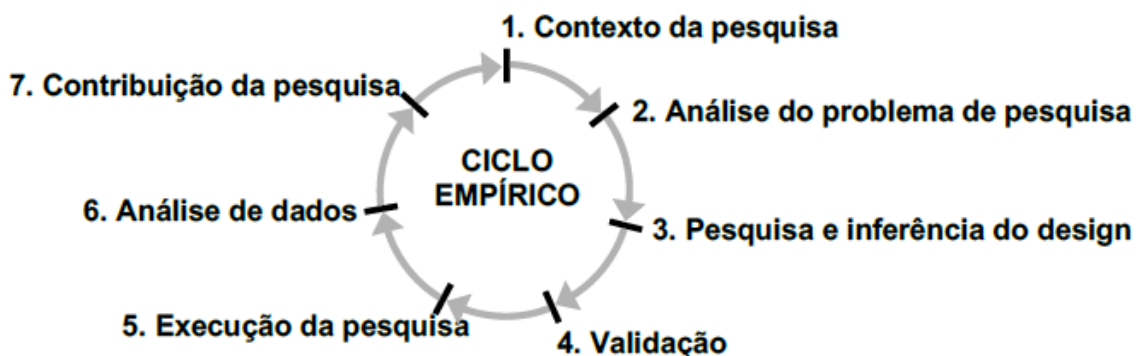 1. Contexto da pesquisa
2. Análise do problema de pesquisa
3. Pesquisa e inferência do design
4. Validação
5. Execução da pesquisa
6. Análise de dados
7. Contribuição da pesquisa
CICLO
EMPÍRICO